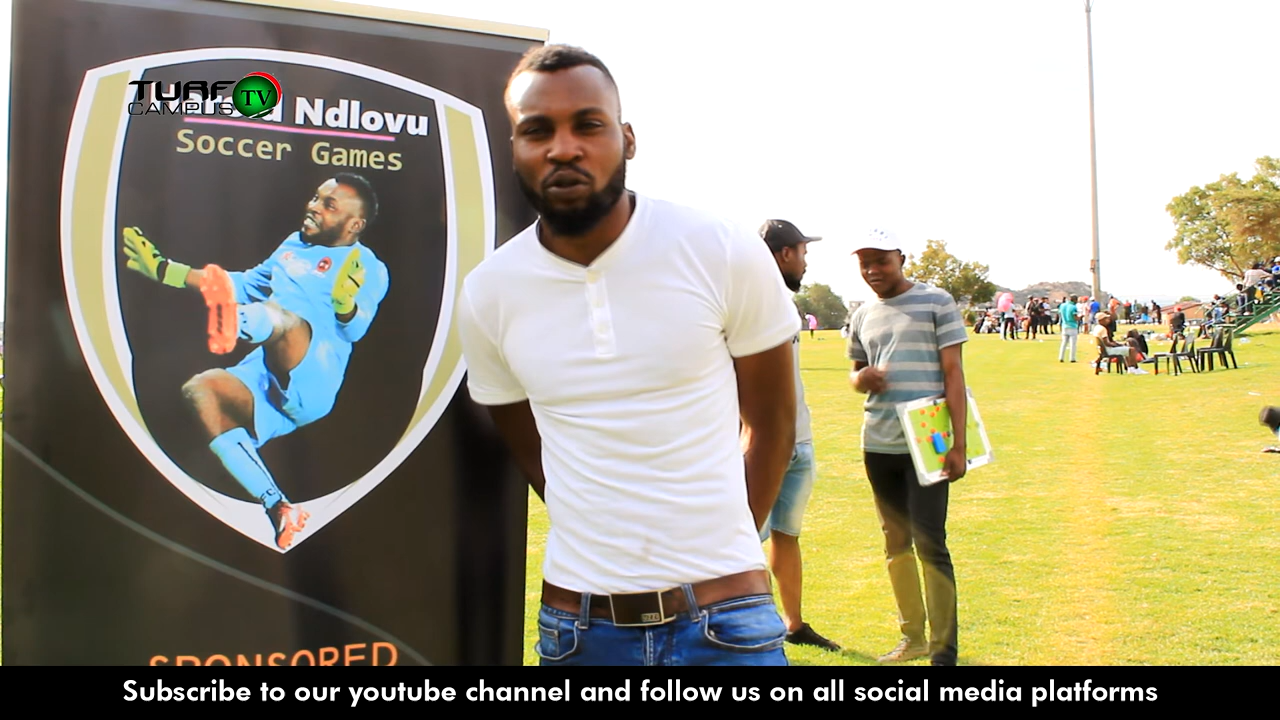 TURF
CAMPUS
TV
Ndlovu
Soccer Games
SPONSORED
Subscribe to our youtube channel and follow us on all social media platforms